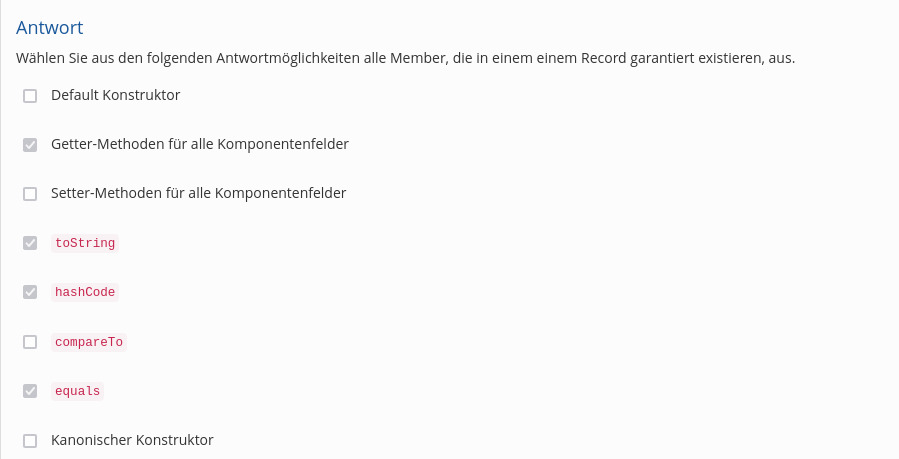 Antwort
Wählen Sie aus den folgenden Antwortmöglichkeiten alle Member, die in einem einem Record garantiert existieren, aus.
Default Konstruktor
Getter-Methoden für alle Komponentenfelder
Setter-Methoden für alle Komponentenfelder
toString
hashCode
compareTo
equals
Kanonischer Konstruktor